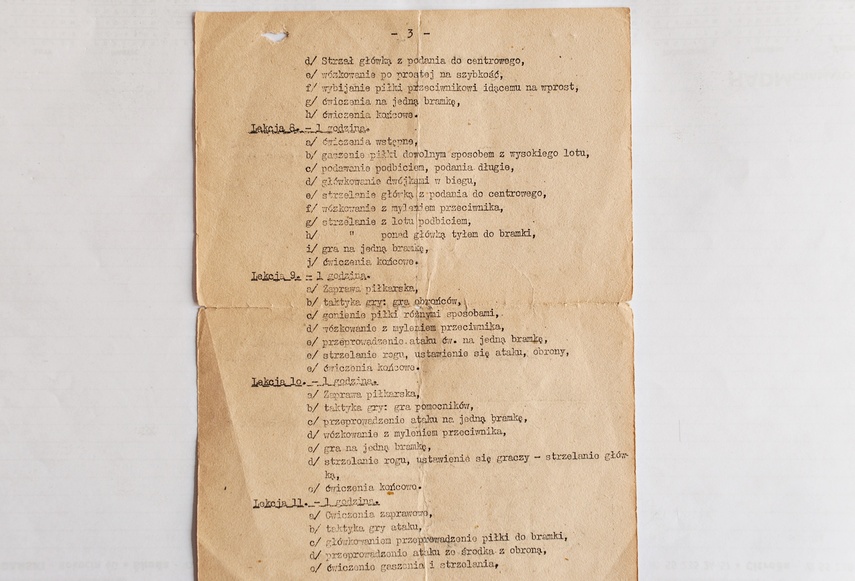 - 3 -
d/ Strzał główką z podania do centrowego,
e/ wózkowanie po prostej na szybkość,
f/ wybijanie piłki przeciwnikowi idącemu na wprost,
g/ ćwiczenia na jedną bramkę,
h/ ćwiczenia końcowe.
Lekcja 8. - 1 godzina.
a/ ćwiczenia wstępne,
b/ gaszenie piłki dowolnym sposobem z wysokiego lotu,
c/ podawanie podbiciem, podania długie,
d/ główkowanie dwójkami w biegu,
e/ strzelanie główką z podania do centrowego,
f/ wózkowanie z myleniem przeciwnika,
g/ strzelanie z lotu podbiciem,
h/ " ponad główką tyłem do bramki,
i/ gra na jedną bramkę,
j/ ćwiczenia końcowe.
Lekcja 9. - 1 godzina.
a/ Zaprawa piłkarska,
b/ taktyka gry: gra obrońców,
c/ gonienie piłki różnymi sposobami,
d/ wózkowanie z myleniem przeciwnika,
e/ przeprowadzenie ataku ćw. na jedną bramkę,
e/ strzelanie rogu, ustawienie się ataku, obrony,
e/ ćwiczenia końcowe.
Lekcja 1o. - 1 godzina.
a/ Zaprawa piłkarska,
b/ taktyka gry: gra pomocników,
c/ przeprowadzenie ataku na jedną bramkę,
d/ wózkowanie z myleniem przeciwnika,
e/ gra na jedną bramkę,
d/ strzelanie rogu, ustawienie się graczy - strzelanie głów-
ką,
e/ ćwiczenia końcowe.
Lekcja 11. - 1 godzina.
a/ Ćwiczenia zaprawowe,
b/ taktyka gry ataku,
c/ główkowaniem przeprowadzenie piłki do bramki,
d/ przeprowadzenie ataku ze środka z obroną,
e/ ćwiczenie gaszenia i strzelania,